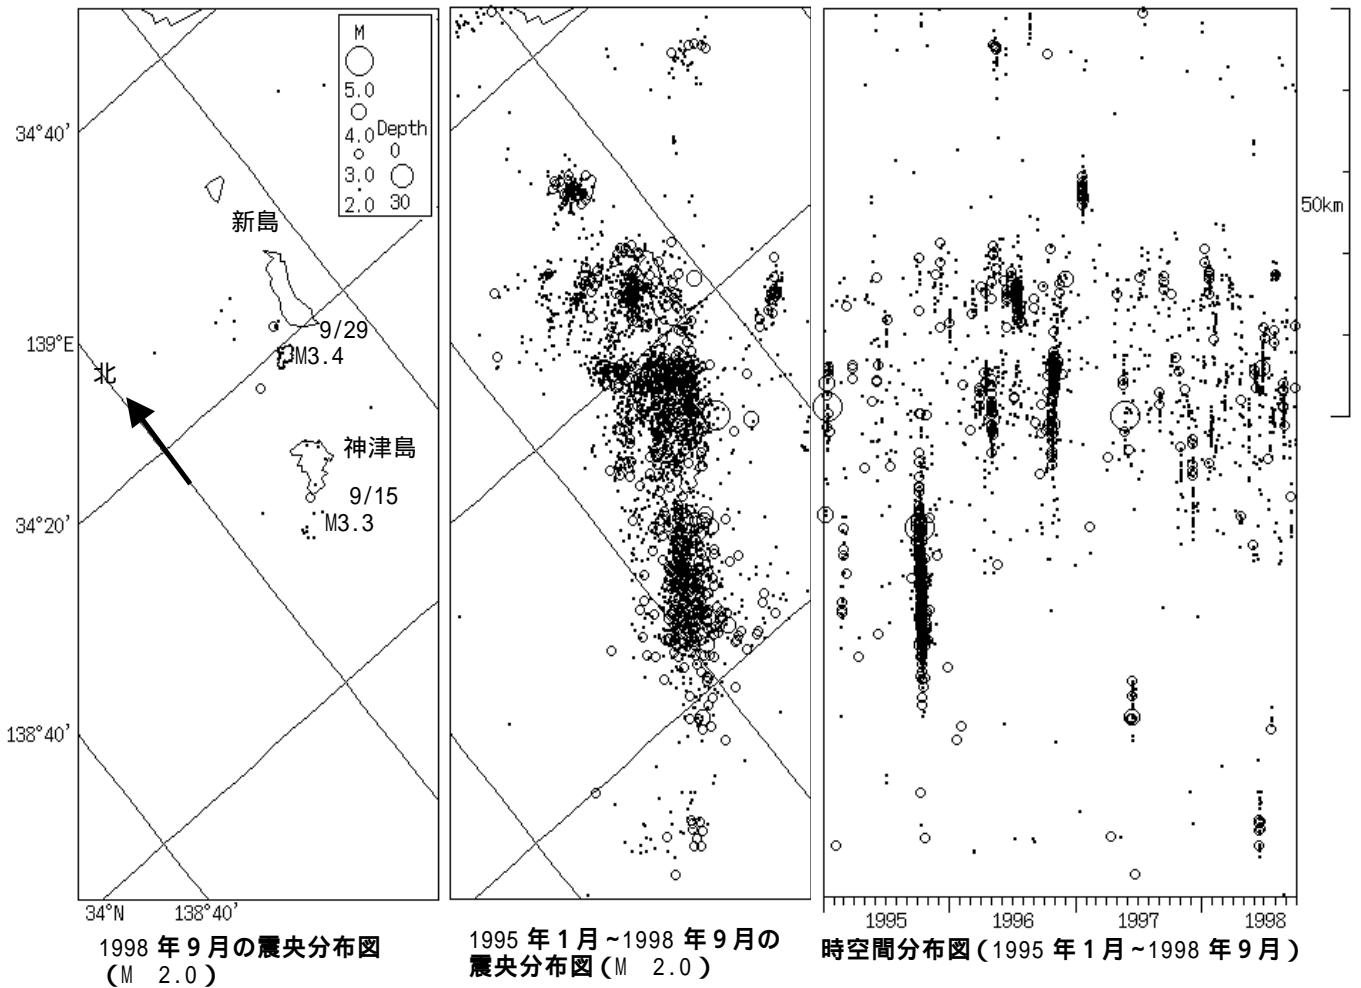 M
5.0
4.0
3.0
2.0
Depth
0
30
34°40'
新島
9/29
M3.4
139°E
北
神津島
9/15
M3.3
34°20'
138°40'
34°N 138°40'
50km
1995 1996 1997 1998
1998 年 9 月の震央分布図
(M 2.0)
1995 年 1 月~1998 年 9 月の
震央分布図(M 2.0)
時空間分布図(1995 年 1 月~1998 年 9 月)